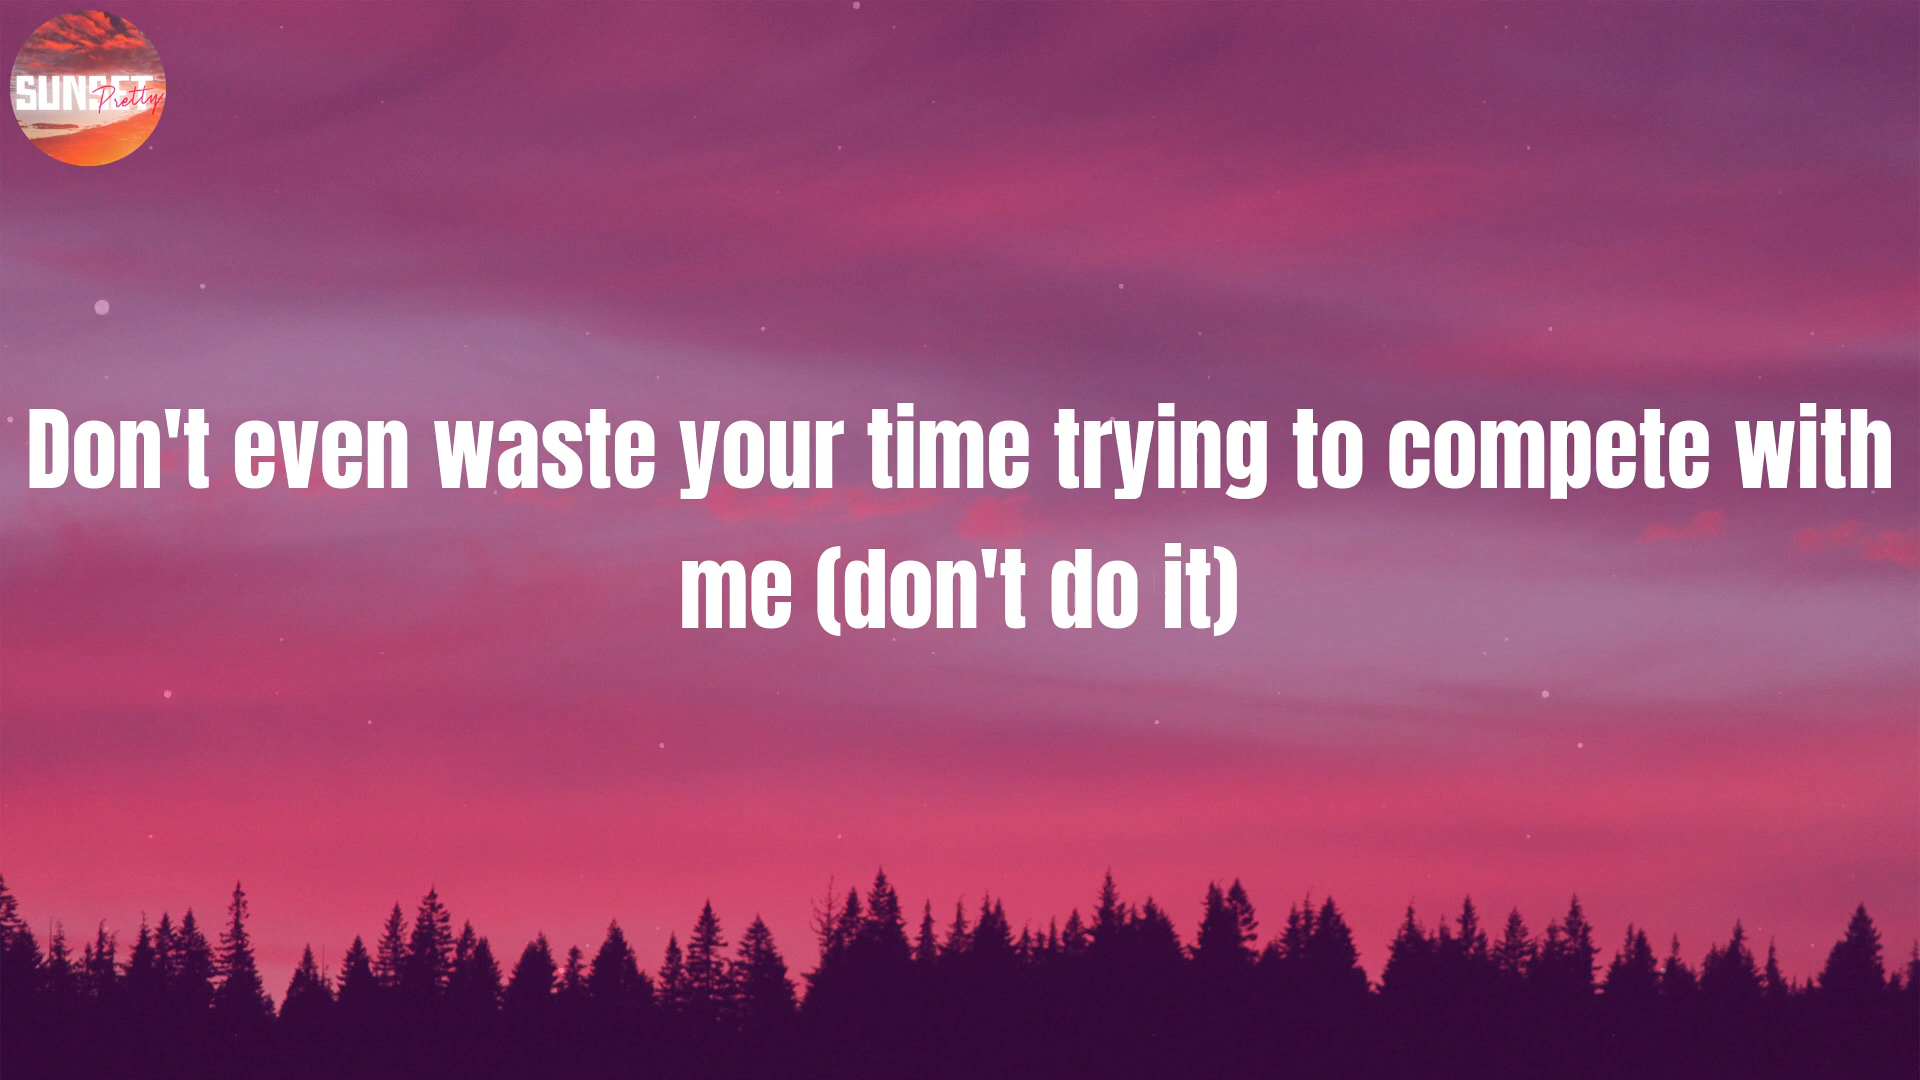 SUNSET
Pretty
Don't even waste your time trying to compete with
me (don't do it)